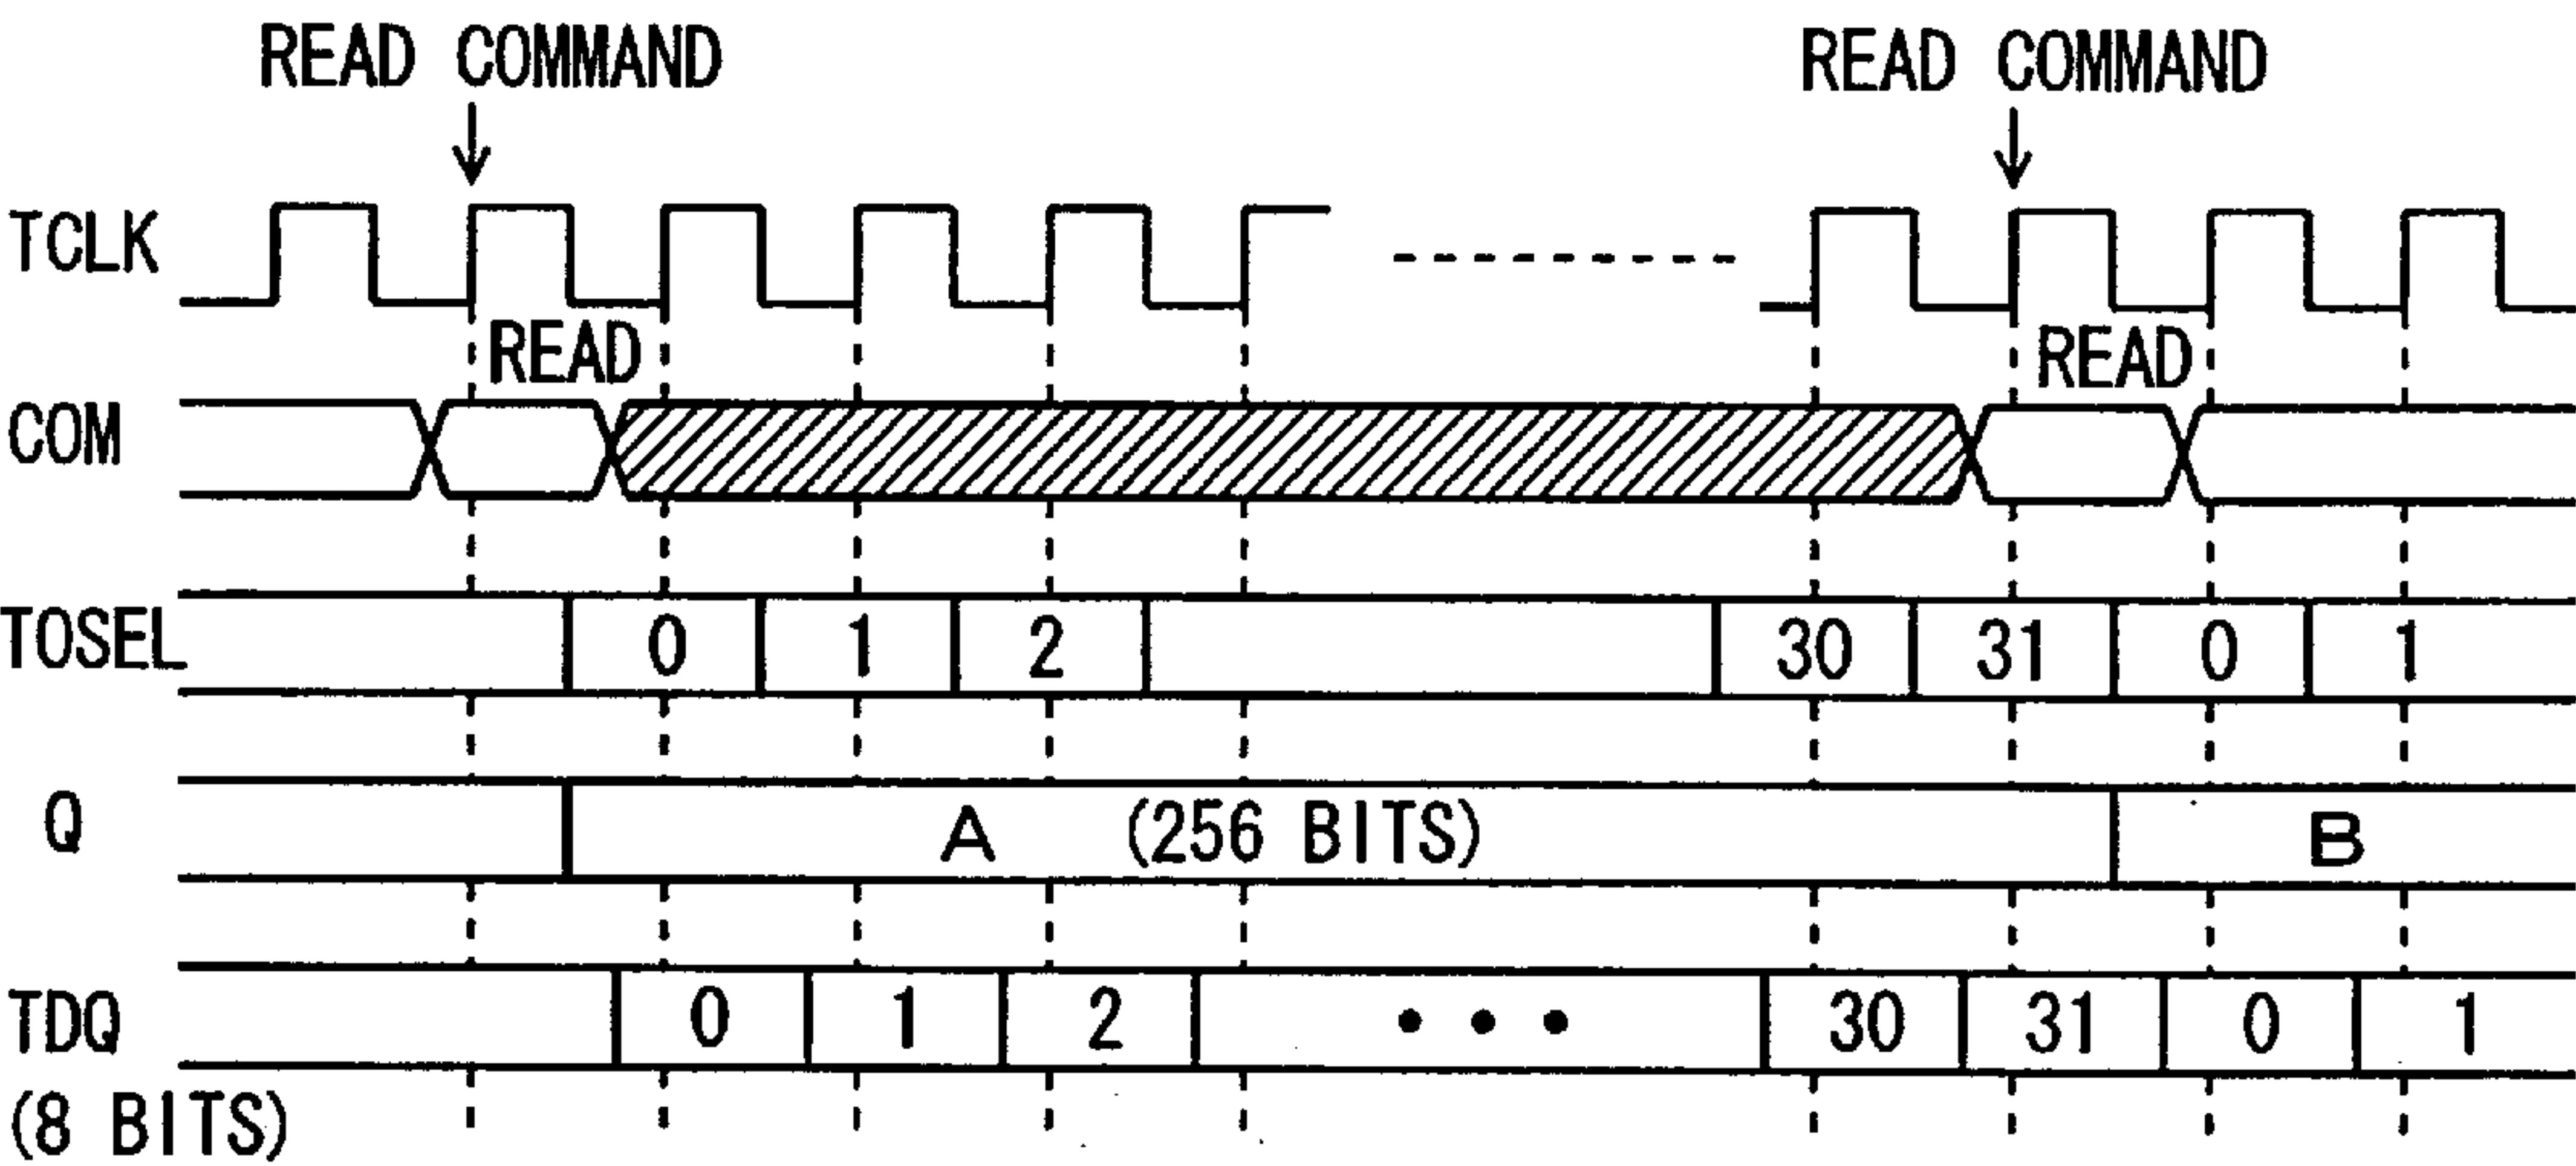 READ COMMAND READ COMMAND
TCLK
READ READ
COM
TOSEL 0 1 2 30 31 0 1
Q A (256 BITS) B
TDQ 0 1 2 • • • 30 31 0 1
(8 BITS)